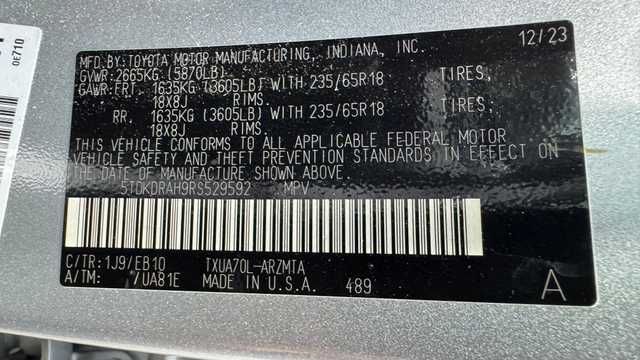 0E710
MFD. BY: TOYOTA MOTOR MANUFACTURING, INDIANA, INC. 12/23
GVWR: 2665KG (5870LB)
GAWR: FRT. 1635KG (3605LB) WITH 235/65R18 TIRES,
18X8J RIMS.
RR. 1635KG (3605LB) WITH 235/65R18 TIRES,
18X8J RIMS.
THIS VEHICLE CONFORMS TO ALL APPLICABLE FEDERAL MOTOR
VEHICLE SAFETY AND THEFT PREVENTION STANDARDS IN EFFECT ON
THE DATE OF MANUFACTURE SHOWN ABOVE.
5TDKDRAH9RS529592 MPV
C/TR: 1J9/EB10 TXUA70L-ARZMTA
A/TM: /UA81E MADE IN U.S.A. 489 A